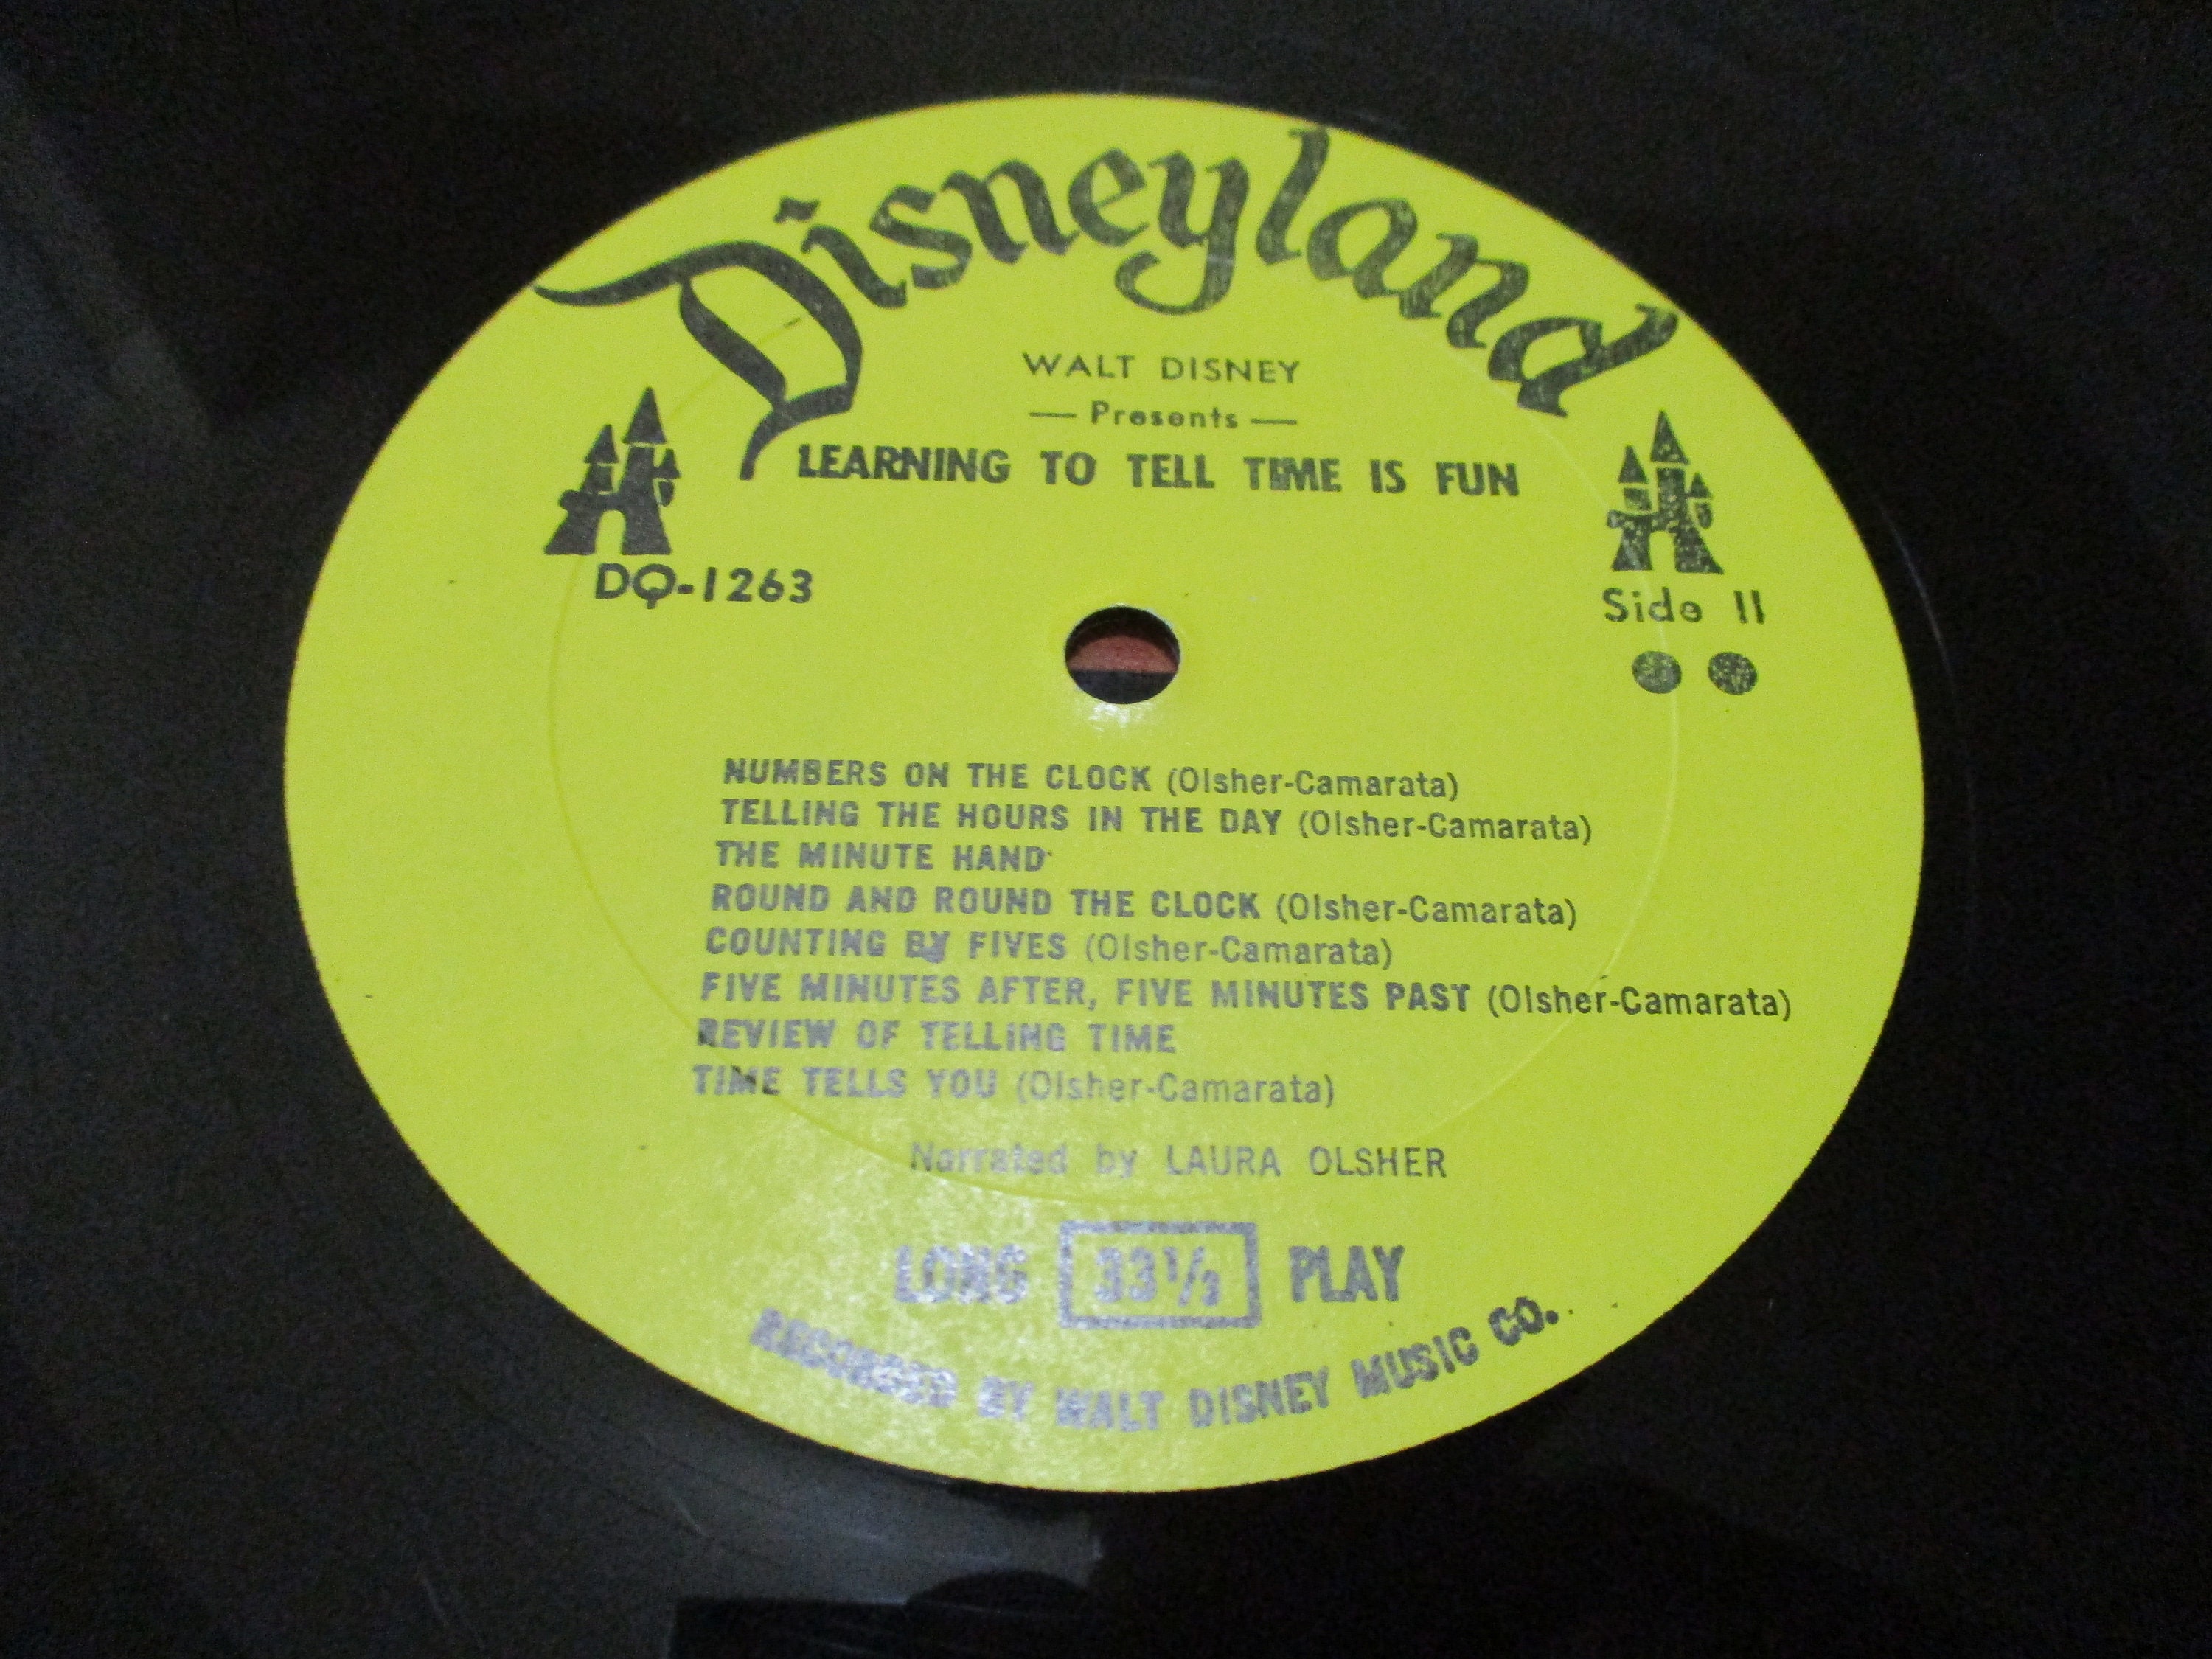 Disneyland
WALT DISNEY
— Presents —
LEARNING TO TELL TIME IS FUN
DQ-1263
Side II
NUMBERS ON THE CLOCK (Olsher-Camarata)
TELLING THE HOURS IN THE DAY (Olsher-Camarata)
THE MINUTE HAND
ROUND AND ROUND THE CLOCK (Olsher-Camarata)
COUNTING BY FIVES (Olsher-Camarata)
FIVE MINUTES AFTER, FIVE MINUTES PAST (Olsher-Camarata)
REVIEW OF TELLING TIME
TIME TELLS YOU (Olsher-Camarata)
Narrated by LAURA OLSHER
LONG 33⅓ PLAY
RECORDED BY WALT DISNEY MUSIC CO.